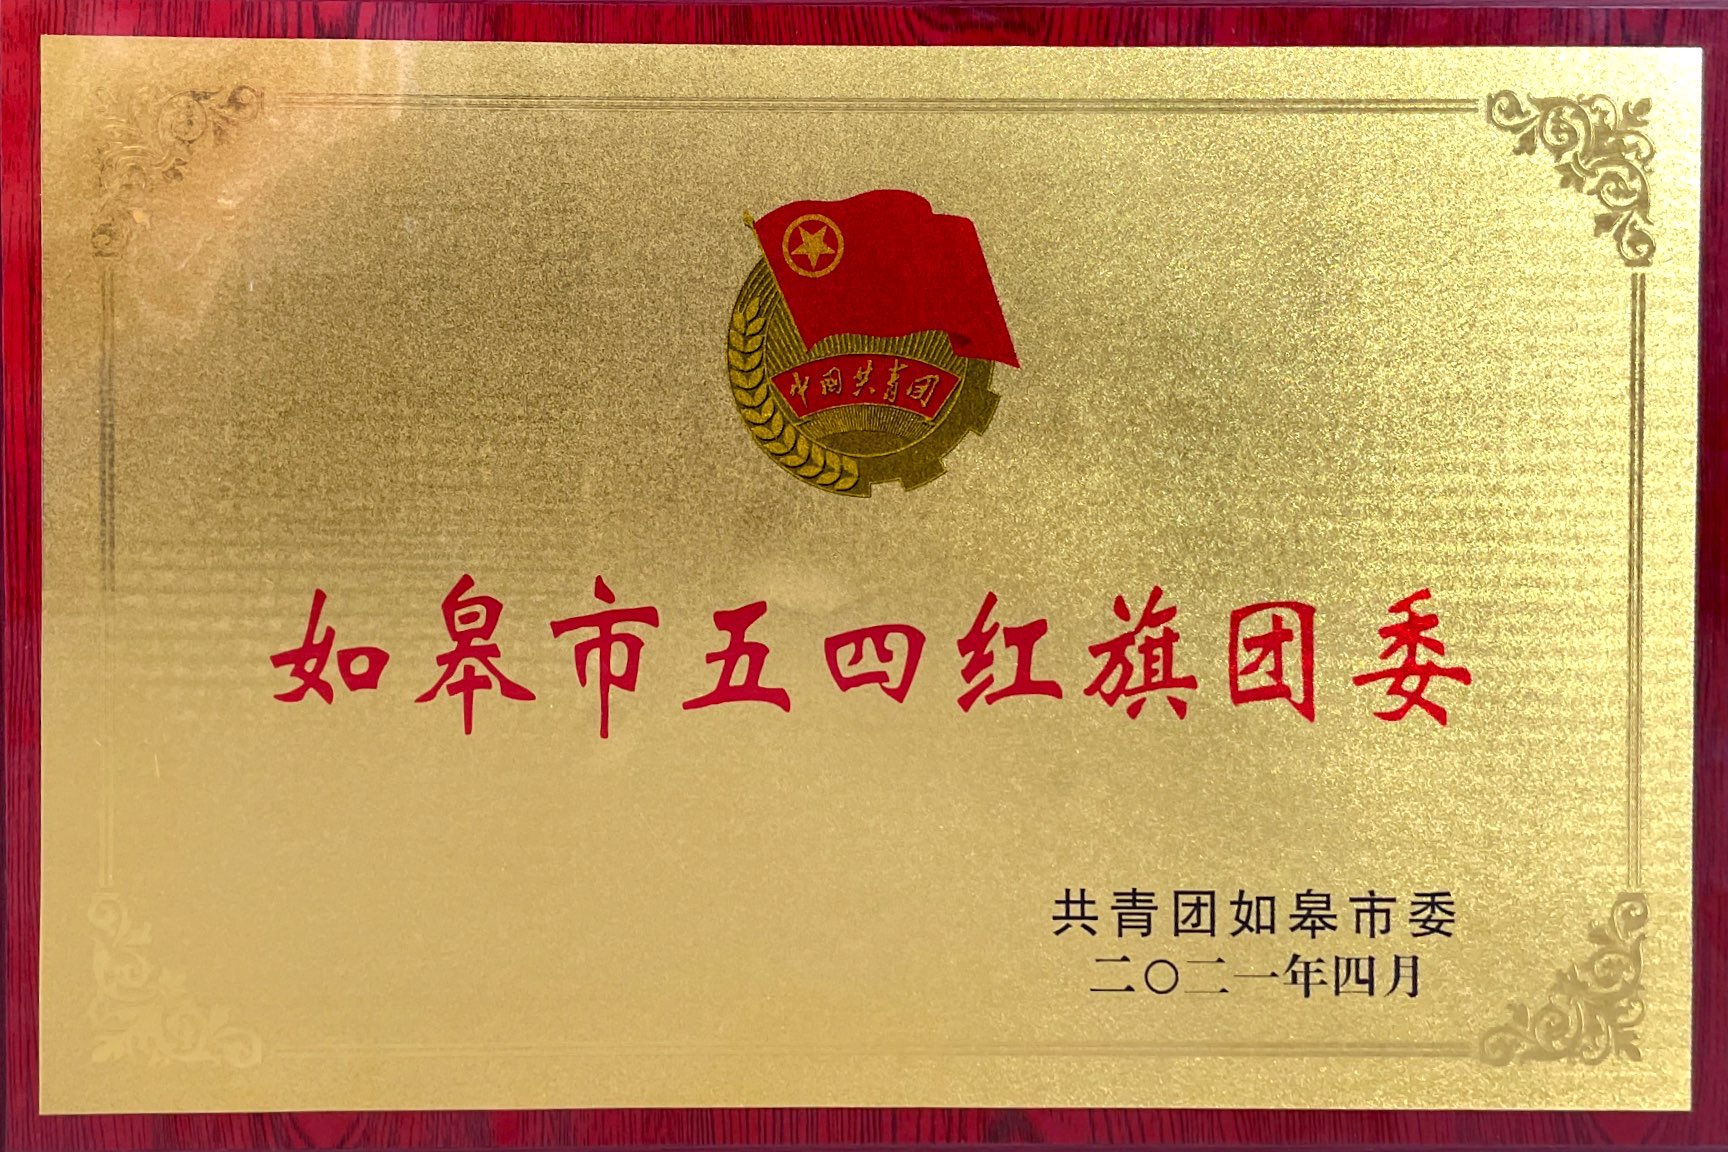 中国共青团
如皋市五四红旗团委
共青团如皋市委
二〇二一年四月